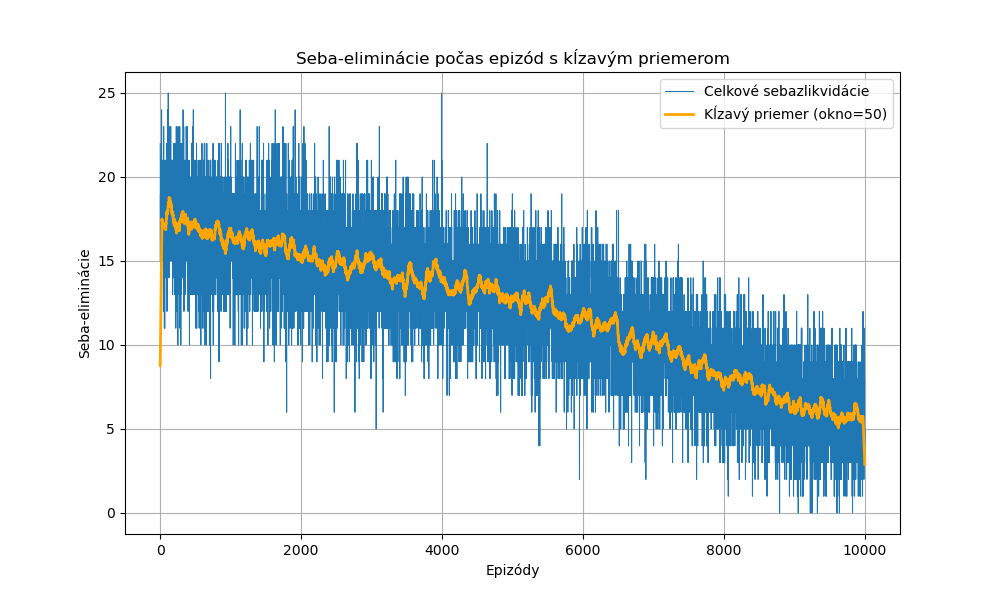 Seba-eliminácie počas epizód s kĺzavým priemerom
Celkové sebazlikvidácie
Kĺzavý priemer (okno=50)
Seba-eliminácie
25
20
15
10
5
0
0 2000 4000 6000 8000 10000
Epizódy